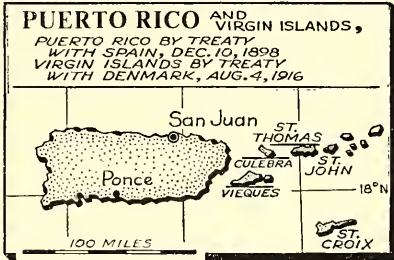 PUERTO RICO AND
VIRGIN ISLANDS,
PUERTO RICO BY TREATY
WITH SPAIN, DEC. 10, 1898
VIRGIN ISLANDS BY TREATY
WITH DENMARK, AUG. 4, 1916
San Juan
ST.
THOMAS
CULEBRA
ST.
JOHN
Ponce
VIEQUES
18°N
100 MILES
ST.
CROIX